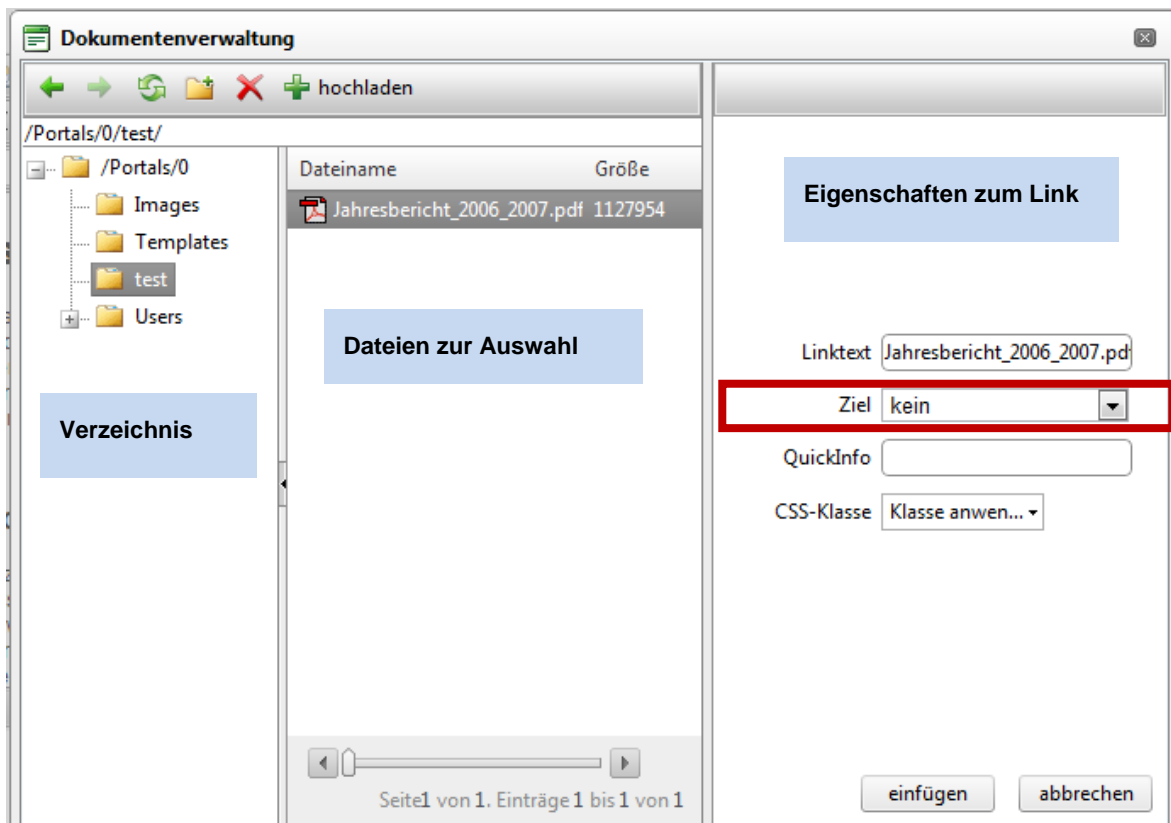 Dokumentenverwaltung
hochladen
/Portals/0/test/
/Portals/0
Images
Templates
test
Users
Verzeichnis
Dateiname Größe
Jahresbericht_2006_2007.pdf 1127954
Dateien zur Auswahl
Seite1 von 1. Einträge 1 bis 1 von 1
Eigenschaften zum Link
Linktext Jahresbericht_2006_2007.pd
Ziel kein
QuickInfo
CSS-Klasse Klasse anwen...
einfügen abbrechen